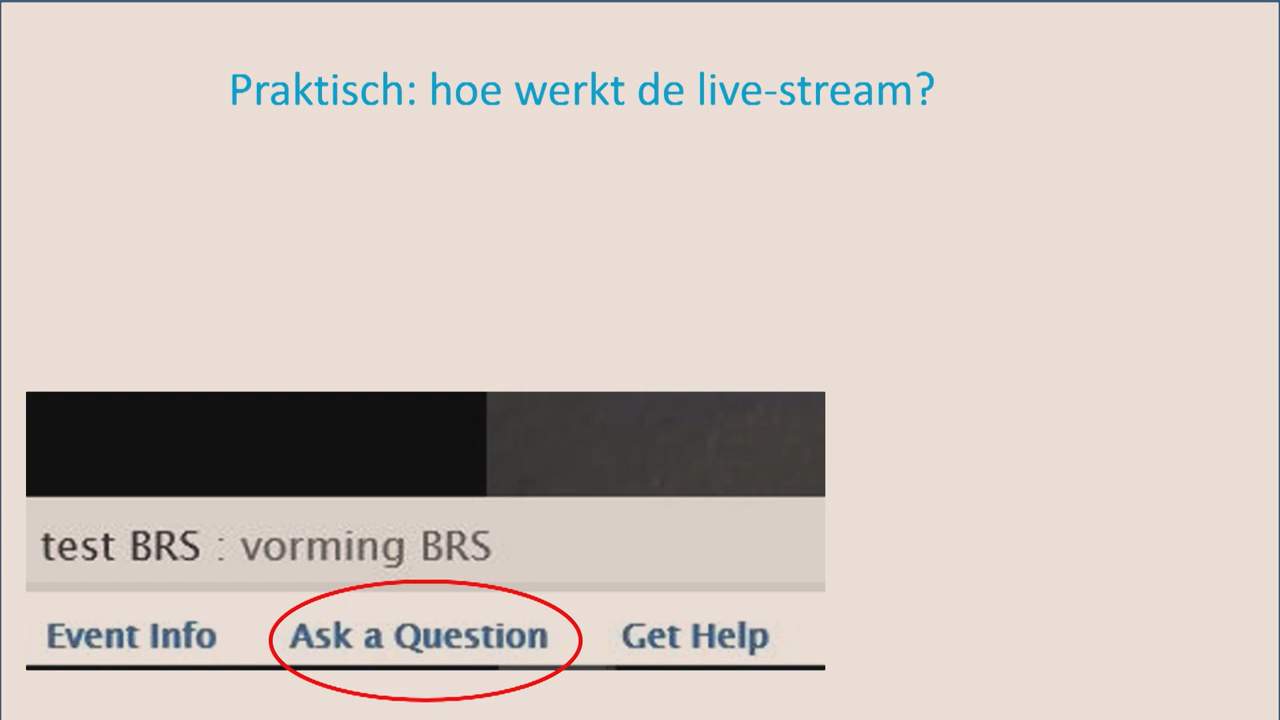 Praktisch: hoe werkt de live-stream?
test BRS : vorming BRS
Event Info Ask a Question Get Help